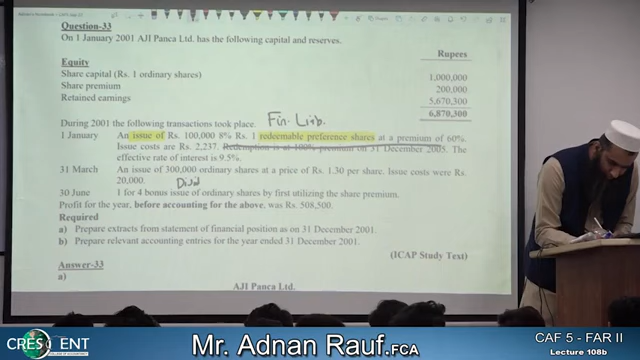 Question-33
On 1 January 2001 AJI Panca Ltd. has the following capital and reserves.
Rupees
Equity
Share capital (Rs. 1 ordinary shares) 1,000,000
Share premium 200,000
Retained earnings 5,670,300
6,870,300
During 2001 the following transactions took place. Fin. Liab.
1 January An issue of Rs. 100,000 8% Rs. 1 redeemable preference shares at a premium of 60%.
Issue costs are Rs. 2,237. Redemption is at 100% premium on 31 December 2005. The
effective rate of interest is 9.5%.
31 March An issue of 300,000 ordinary shares at a price of Rs. 1.30 per share. Issue costs were Rs.
20,000.
30 June 1 for 4 bonus issue of ordinary shares by first utilizing the share premium.
Profit for the year, before accounting for the above, was Rs. 508,500.
Required
a) Prepare extracts from statement of financial position as on 31 December 2001.
b) Prepare relevant accounting entries for the year ended 31 December 2001.
(ICAP Study Text)
Answer-33
a)
AJI Panca Ltd.
CRESCENT
COLLEGE OF ACCOUNTANCY
Mr. Adnan Rauf.FCA
CAF 5 - FAR II
Lecture 108b